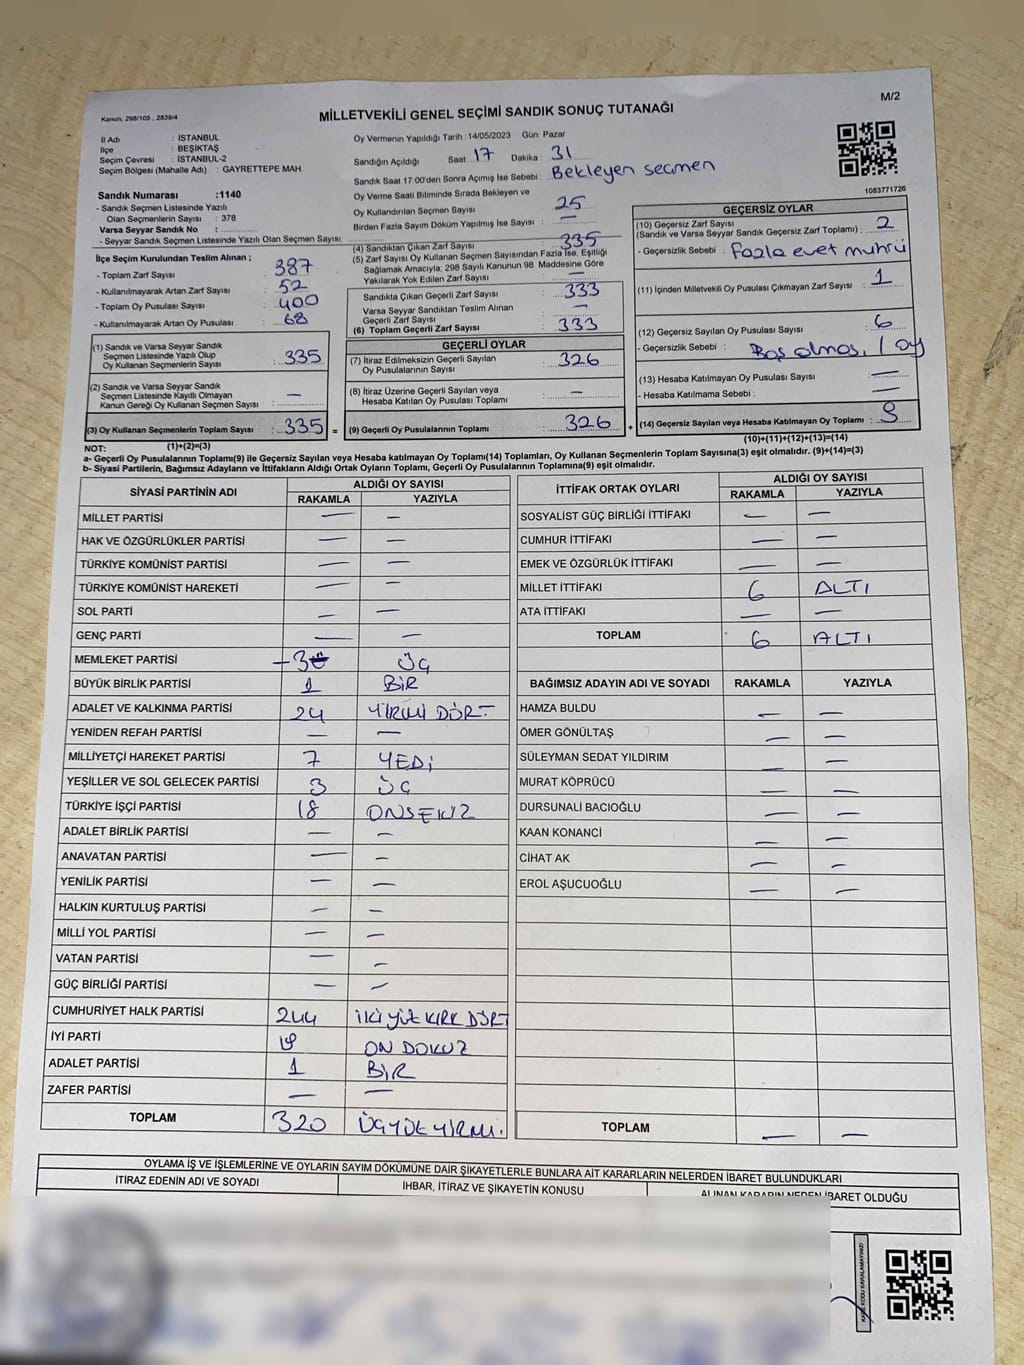 M/2
Kanun; 298/105 , 2839/4
MİLLETVEKİLİ GENEL SEÇİMİ SANDIK SONUÇ TUTANAĞI
İl Adı : İSTANBUL
İlçe : BEŞİKTAŞ
Seçim Çevresi : İSTANBUL-2
Seçim Bölgesi (Mahalle Adı) : GAYRETTEPE MAH.
Oy Vermenin Yapıldığı Tarih : 14/05/2023 Gün: Pazar
Sandığın Açıldığı Saat 17 Dakika : 31
Sandık Saat 17:00'den Sonra Açımış İse Sebebi : Bekleyen seçmen
Oy Verme Saati Bitiminde Sırada Bekleyen ve
Oy Kullandırılan Seçmen Sayısı : 25
Birden Fazla Sayım Döküm Yapılmış İse Sayısı : —
1083771726
Sandık Numarası :1140
- Sandık Seçmen Listesinde Yazılı
Olan Seçmenlerin Sayısı : 378
Varsa Seyyar Sandık No :
- Seyyar Sandık Seçmen Listesinde Yazılı Olan Seçmen Sayısı:
İlçe Seçim Kurulundan Teslim Alınan ;
- Toplam Zarf Sayısı : 387
- Kullanılmayarak Artan Zarf Sayısı : 52
- Toplam Oy Pusulası Sayısı : 400
- Kullanılmayarak Artan Oy Pusulası : 68
(1) Sandık ve Varsa Seyyar Sandık
Seçmen Listesinde Yazılı Olup
Oy Kullanan Seçmenlerin Sayısı : 335
(2) Sandık ve Varsa Seyyar Sandık
Seçmen Listesinde Kayıtlı Olmayan
Kanun Gereği Oy Kullanan Seçmen Sayısı : —
(3) Oy Kullanan Seçmenlerin Toplam Sayısı : 335 =
(1)+(2)=(3)
(4) Sandıktan Çıkan Zarf Sayısı : 335
(5) Zarf Sayısı Oy Kullanan Seçmen Sayısından Fazla İse, Eşitliği
Sağlamak Amacıyla; 298 Sayılı Kanunun 98. Maddesine Göre
Yakılarak Yok Edilen Zarf Sayısı : —
Sandıkta Çıkan Geçerli Zarf Sayısı : 333
Varsa Seyyar Sandıktan Teslim Alınan
Geçerli Zarf Sayısı : —
(6) Toplam Geçerli Zarf Sayısı : 333
GEÇERLİ OYLAR
(7) İtiraz Edilmeksizin Geçerli Sayılan
Oy Pusulalarının Sayısı : 326
(8) İtiraz Üzerine Geçerli Sayılan veya
Hesaba Katılan Oy Pusulası Toplamı : —
(9) Geçerli Oy Pusulalarının Toplamı : 326 +
GEÇERSİZ OYLAR
(10) Geçersiz Zarf Sayısı
(Sandık ve Varsa Seyyar Sandık Geçersiz Zarf Toplamı) : 2
- Geçersizlik Sebebi : fazla evet mührü
(11) İçinden Milletvekili Oy Pusulası Çıkmayan Zarf Sayısı : 1
(12) Geçersiz Sayılan Oy Pusulası Sayısı : 6
- Geçersizlik Sebebi : Boş olması, 1 oy
(13) Hesaba Katılmayan Oy Pusulası Sayısı : —
- Hesaba Katılmama Sebebi : —
(14) Geçersiz Sayılan veya Hesaba Katılmayan Oy Toplamı : 9
(10)+(11)+(12)+(13)=(14)
NOT:
a- Geçerli Oy Pusulalarının Toplamı(9) ile Geçersiz Sayılan veya Hesaba Katılmayan Oy Pusulası(14) Toplamları, Oy Kullanan Seçmenlerin Toplam Sayısına(3) eşit olmalıdır. (9)+(14)=(3)
b- Siyasi Partilerin, Bağımsız Adayların ve İttifakların Aldığı Ortak Oyların Toplamı, Geçerli Oy Pusulalarının Toplamına(9) eşit olmalıdır.
SİYASİ PARTİNİN ADI ALDIĞI OY SAYISI
RAKAMLA YAZIYLA
MİLLET PARTİSİ — —
HAK VE ÖZGÜRLÜKLER PARTİSİ — —
TÜRKİYE KOMÜNİST PARTİSİ — —
TÜRKİYE KOMÜNİST HAREKETİ — —
SOL PARTİ — —
GENÇ PARTİ — —
MEMLEKET PARTİSİ 3 ÜÇ
BÜYÜK BİRLİK PARTİSİ 1 BİR
ADALET VE KALKINMA PARTİSİ 24 YİRMİ DÖRT
YENİDEN REFAH PARTİSİ — —
MİLLİYETÇİ HAREKET PARTİSİ 7 YEDİ
YEŞİLLER VE SOL GELECEK PARTİSİ 3 ÜÇ
TÜRKİYE İŞÇİ PARTİSİ 18 ONSEKİZ
ADALET BİRLİK PARTİSİ — —
ANAVATAN PARTİSİ — —
YENİLİK PARTİSİ — —
HALKIN KURTULUŞ PARTİSİ — —
MİLLİ YOL PARTİSİ — —
VATAN PARTİSİ — —
GÜÇ BİRLİĞİ PARTİSİ — —
CUMHURİYET HALK PARTİSİ 244 İKİ YÜZ KIRK DÖRT
İYİ PARTİ 19 ON DOKUZ
ADALET PARTİSİ 1 BİR
ZAFER PARTİSİ — —
TOPLAM 320 ÜÇYÜZ YİRMİ.
İTTİFAK ORTAK OYLARI ALDIĞI OY SAYISI
RAKAMLA YAZIYLA
SOSYALİST GÜÇ BİRLİĞİ İTTİFAKI — —
CUMHUR İTTİFAKI — —
EMEK VE ÖZGÜRLÜK İTTİFAKI — —
MİLLET İTTİFAKI 6 ALTI
ATA İTTİFAKI — —
TOPLAM 6 ALTI
BAĞIMSIZ ADAYIN ADI VE SOYADI RAKAMLA YAZIYLA
HAMZA BULDU — —
ÖMER GÖNÜLTAŞ — —
SÜLEYMAN SEDAT YILDIRIM — —
MURAT KÖPRÜCÜ — —
DURSUNALİ BACIOĞLU — —
KAAN KONANCİ — —
CİHAT AK — —
EROL AŞUCUOĞLU — —
TOPLAM — —
OYLAMA İŞ VE İŞLEMLERİNE VE OYLARIN SAYIM DÖKÜMÜNE DAİR ŞİKAYETLERLE BUNLARA AİT KARARLARIN NELERDEN İBARET BULUNDUKLARI
İTİRAZ EDENİN ADI VE SOYADI İHBAR, İTİRAZ VE ŞİKAYETİN KONUSU ALINAN KARARIN NEDEN İBARET OLDUĞU
KARE KODU KARALAMAYINIZ!